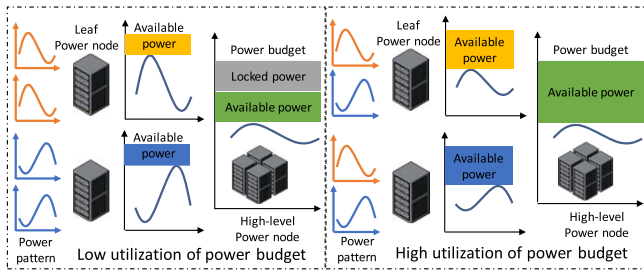 Leaf
Power node
Available
power
Power budget
Locked power
Available power
Available
power
Power
pattern
High-level
Power node
Low utilization of power budget
Leaf
Power node
Available
power
Power budget
Available power
Available
power
Power
pattern
High-level
Power node
High utilization of power budget